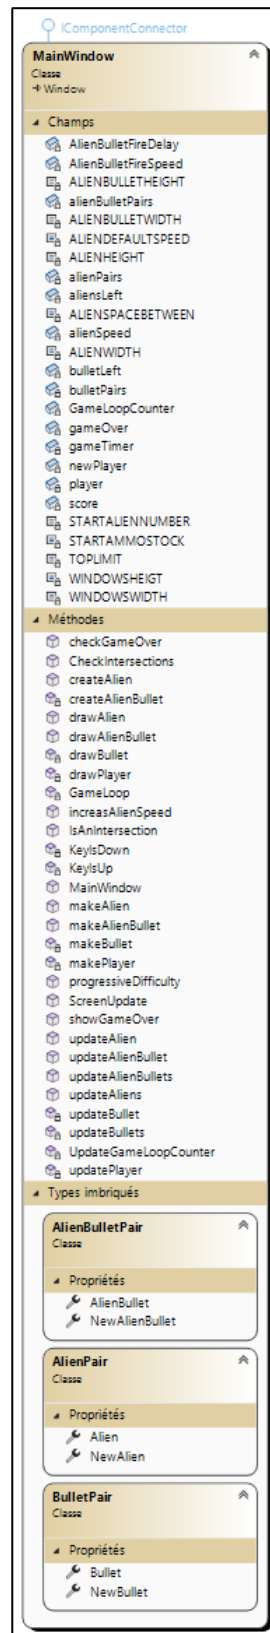 IComponentConnector
MainWindow
Classe
Window
Champs
AlienBulletFireDelay
AlienBulletFireSpeed
ALIENBULLETHEIGHT
alienBulletPairs
ALIENBULLETWIDTH
ALIENDEFAULTSPEED
ALIENHEIGHT
alienPairs
aliensLeft
ALIENSPACEBETWEEN
alienSpeed
ALIENWIDTH
bulletLeft
bulletPairs
GameLoopCounter
gameOver
gameTimer
newPlayer
player
score
STARTALIENNUMBER
STARTAMMOSTOCK
TOPLIMIT
WINDOWSHEIGT
WINDOWSWIDTH
Méthodes
checkGameOver
CheckIntersections
createAlien
createAlienBullet
drawAlien
drawAlienBullet
drawBullet
drawPlayer
GameLoop
increasAlienSpeed
IsAnIntersection
KeyIsDown
KeyIsUp
MainWindow
makeAlien
makeAlienBullet
makeBullet
makePlayer
progressiveDifficulty
ScreenUpdate
showGameOver
updateAlien
updateAlienBullet
updateAlienBullets
updateAliens
updateBullet
updateBullets
UpdateGameLoopCounter
updatePlayer
Types imbriqués
AlienBulletPair
Classe
Propriétés
AlienBullet
NewAlienBullet
AlienPair
Classe
Propriétés
Alien
NewAlien
BulletPair
Classe
Propriétés
Bullet
NewBullet